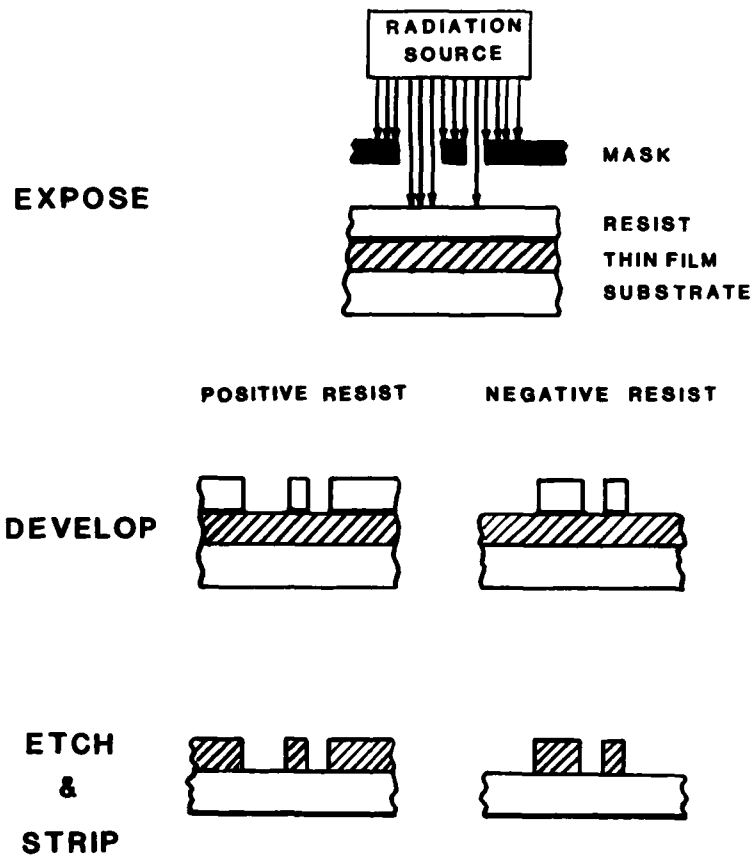 RADIATION
SOURCE
MASK
EXPOSE
RESIST
THIN FILM
SUBSTRATE
POSITIVE RESIST
NEGATIVE RESIST
DEVELOP
ETCH
&
STRIP